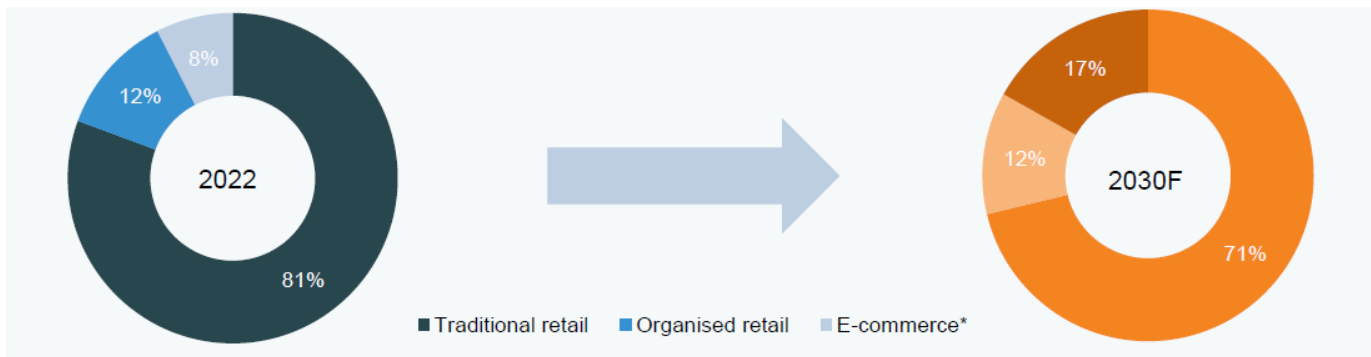 8%
12%
2022
81%
17%
12%
2030F
71%
Traditional retail
Organised retail
E-commerce*